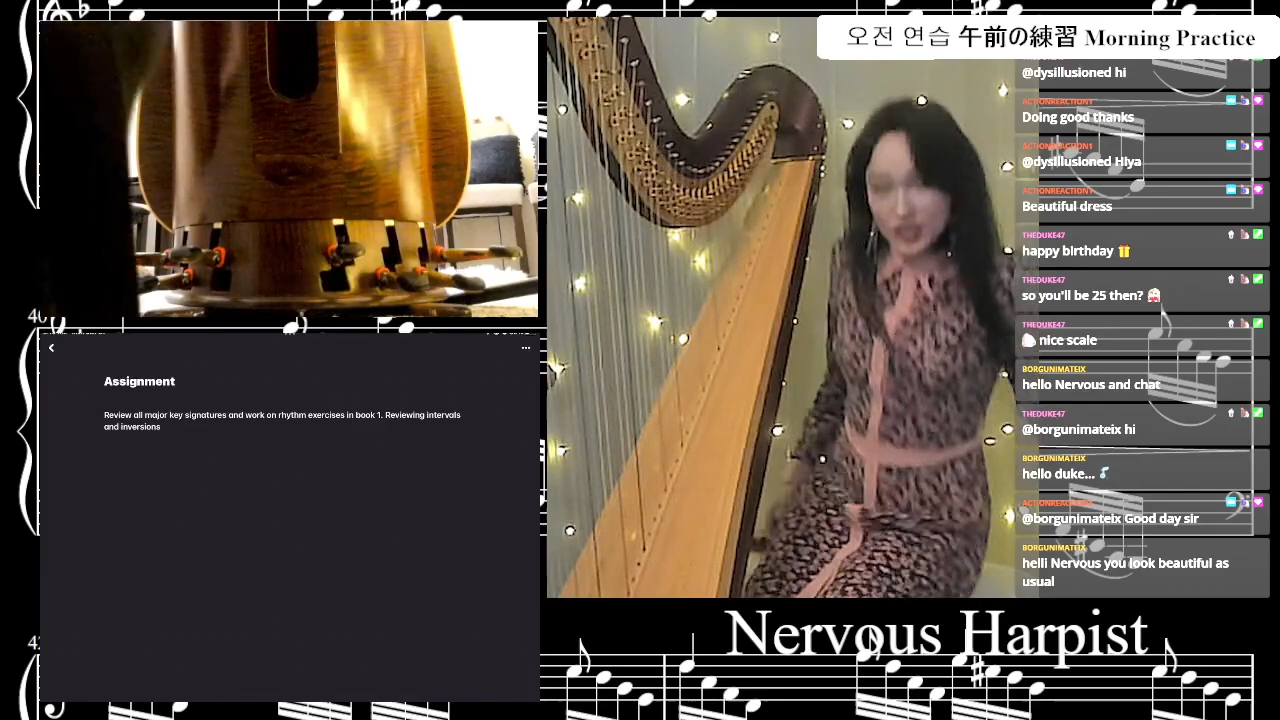 오전 연습 午前の練習 Morning Practice
@dysillusioned hi
ACTIONREACTION1
Doing good thanks
ACTIONREACTION1
@dysillusioned Hiya
ACTIONREACTION1
Beautiful dress
THEDUKE47
happy birthday
THEDUKE47
so you'll be 25 then?
THEDUKE47
nice scale
BORGUNIMATEIX
hello Nervous and chat
THEDUKE47
@borgunimateix hi
BORGUNIMATEIX
hello duke...
ACTIONREACTION1
@borgunimateix Good day sir
BORGUNIMATEIX
helli Nervous you look beautiful as
usual
Assignment
Review all major key signatures and work on rhythm exercises in book 1. Reviewing intervals
and inversions
Nervous Harpist